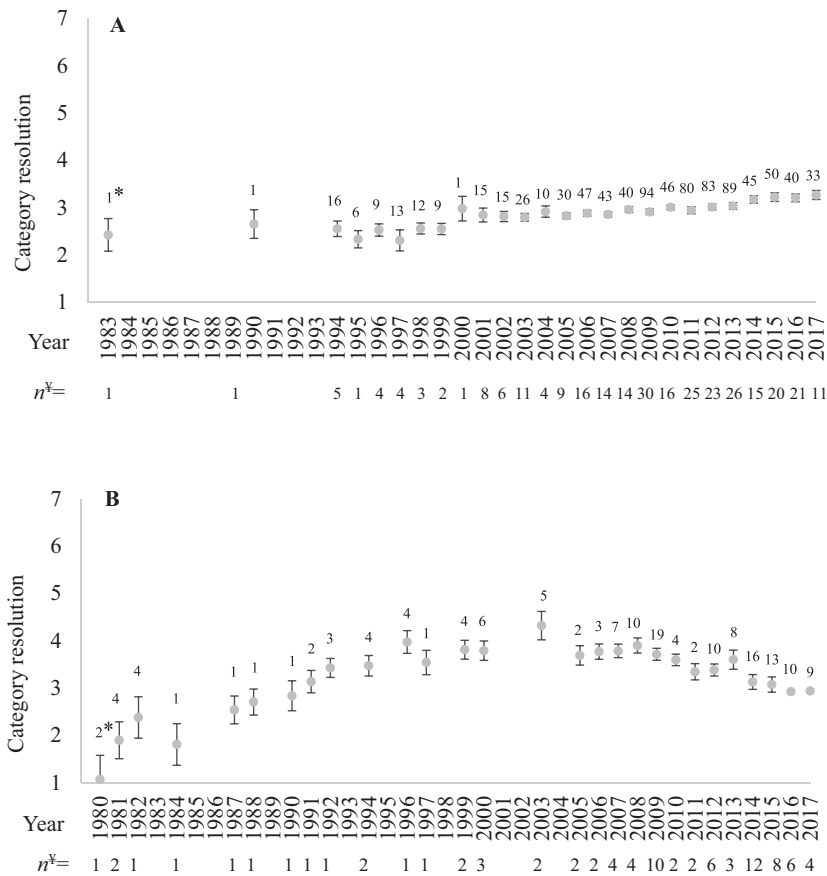 A
7
6
5
4
3
2
1
Category resolution
1* 1 16 6 9 13 12 9 1 15 15 26 10 30 47 43 40 94 46 80 83 89 45 50 40 33
Year 1983 1984 1985 1986 1987 1988 1989 1990 1991 1992 1993 1994 1995 1996 1997 1998 1999 2000 2001 2002 2003 2004 2005 2006 2007 2008 2009 2010 2011 2012 2013 2014 2015 2016 2017
n¥= 1 1 5 1 4 4 3 2 1 8 6 11 4 9 16 14 14 30 16 25 23 26 15 20 21 11
B
7
6
5
4
3
2
1
Category resolution
2* 4 4 1 1 1 1 2 3 4 4 1 4 6 5 2 3 7 10 19 4 2 10 8 16 13 10 9
Year 1980 1981 1982 1983 1984 1985 1986 1987 1988 1989 1990 1991 1992 1993 1994 1995 1996 1997 1998 1999 2000 2001 2002 2003 2004 2005 2006 2007 2008 2009 2010 2011 2012 2013 2014 2015 2016 2017
n¥= 1 2 1 1 1 1 1 1 1 2 1 1 2 3 2 2 2 4 4 10 2 2 6 3 12 8 6 4